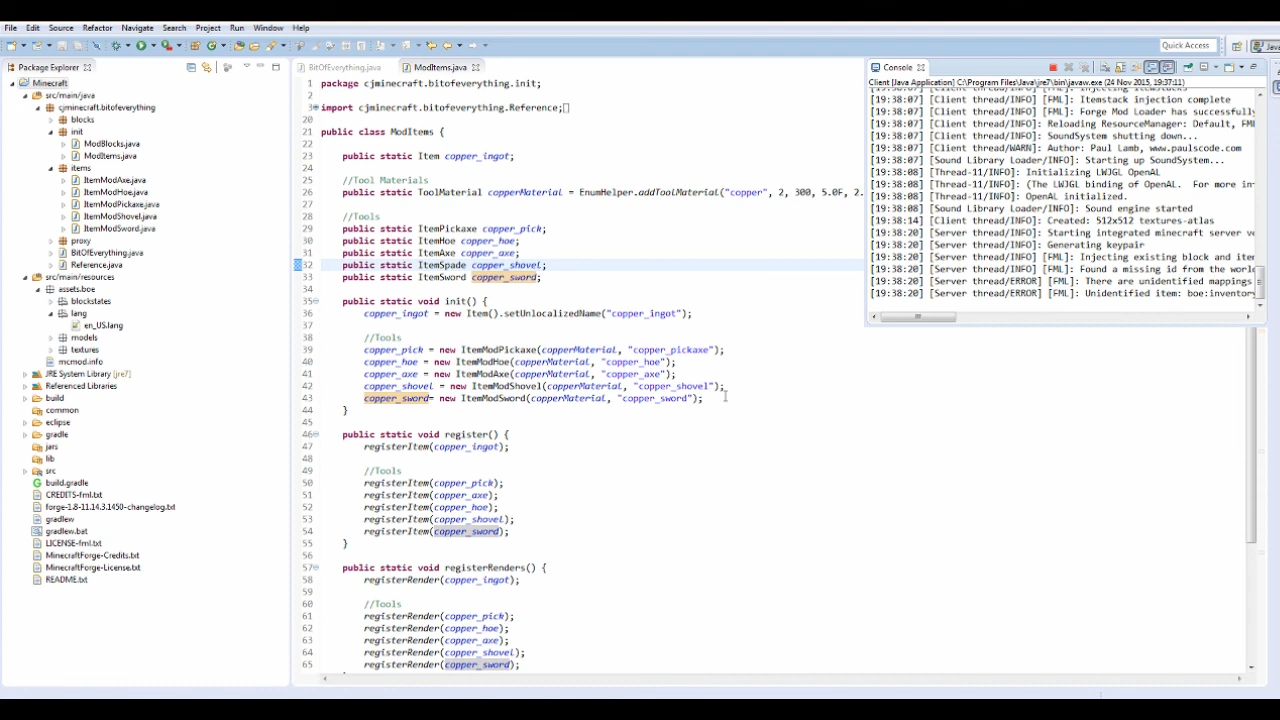 File Edit Source Refactor Navigate Search Project Run Window Help
Quick Access
Package Explorer
Minecraft
src/main/java
cjminecraft.bitofeverything
blocks
init
ModBlocks.java
ModItems.java
items
ItemModAxe.java
ItemModHoe.java
ItemModPickaxe.java
ItemModShovel.java
ItemModSword.java
proxy
BitOfEverything.java
Reference.java
src/main/resources
assets.boe
blockstates
lang
en_US.lang
models
textures
mcmod.info
JRE System Library [jre7]
Referenced Libraries
build
common
eclipse
gradle
jars
lib
src
build.gradle
CREDITS-fml.txt
forge-1.8-11.14.3.1450-changelog.txt
gradlew
gradlew.bat
LICENSE-fml.txt
MinecraftForge-Credits.txt
MinecraftForge-License.txt
README.txt
BitOfEverything.java ModItems.java
1 package cjminecraft.bitofeverything.init;
2
3 import cjminecraft.bitofeverything.Reference;
20
21 public class ModItems {
22
23 public static Item copper_ingot;
24
25 //Tool Materials
26 public static ToolMaterial copperMaterial = EnumHelper.addToolMaterial("copper", 2, 300, 5.0F, 2.
27
28 //Tools
29 public static ItemPickaxe copper_pick;
30 public static ItemHoe copper_hoe;
31 public static ItemAxe copper_axe;
32 public static ItemSpade copper_shovel;
33 public static ItemSword copper_sword;
34
35 public static void init() {
36 copper_ingot = new Item().setUnlocalizedName("copper_ingot");
37
38 //Tools
39 copper_pick = new ItemModPickaxe(copperMaterial, "copper_pickaxe");
40 copper_hoe = new ItemModHoe(copperMaterial, "copper_hoe");
41 copper_axe = new ItemModAxe(copperMaterial, "copper_axe");
42 copper_shovel = new ItemModShovel(copperMaterial, "copper_shovel");
43 copper_sword= new ItemModSword(copperMaterial, "copper_sword");
44 }
45
46 public static void register() {
47 registerItem(copper_ingot);
48
49 //Tools
50 registerItem(copper_pick);
51 registerItem(copper_axe);
52 registerItem(copper_hoe);
53 registerItem(copper_shovel);
54 registerItem(copper_sword);
55 }
56
57 public static void registerRenders() {
58 registerRender(copper_ingot);
59
60 //Tools
61 registerRender(copper_pick);
62 registerRender(copper_hoe);
63 registerRender(copper_axe);
64 registerRender(copper_shovel);
65 registerRender(copper_sword);
Console
Client [Java Application] C:\Program Files\Java\jre7\bin\javaw.exe (24 Nov 2015, 19:37:11)
[19:38:07] [Client thread/INFO] [FML]: Injecting itemstacks
[19:38:07] [Client thread/INFO] [FML]: Itemstack injection complete
[19:38:07] [Client thread/INFO] [FML]: Forge Mod Loader has successfully
[19:38:07] [Client thread/INFO]: Reloading ResourceManager: Default, FML
[19:38:07] [Client thread/INFO]: SoundSystem shutting down...
[19:38:07] [Client thread/WARN]: Author: Paul Lamb, www.paulscode.com
[19:38:07] [Sound Library Loader/INFO]: Starting up SoundSystem...
[19:38:08] [Thread-11/INFO]: Initializing LWJGL OpenAL
[19:38:08] [Thread-11/INFO]: (The LWJGL binding of OpenAL. For more in
[19:38:08] [Thread-11/INFO]: OpenAL initialized.
[19:38:08] [Sound Library Loader/INFO]: Sound engine started
[19:38:14] [Client thread/INFO]: Created: 512x512 textures-atlas
[19:38:20] [Server thread/INFO]: Starting integrated minecraft server ve
[19:38:20] [Server thread/INFO]: Generating keypair
[19:38:20] [Server thread/INFO] [FML]: Injecting existing block and item
[19:38:20] [Server thread/INFO] [FML]: Found a missing id from the world
[19:38:20] [Server thread/ERROR] [FML]: There are unidentified mappings
[19:38:20] [Server thread/ERROR] [FML]: Unidentified item: boe:inventory